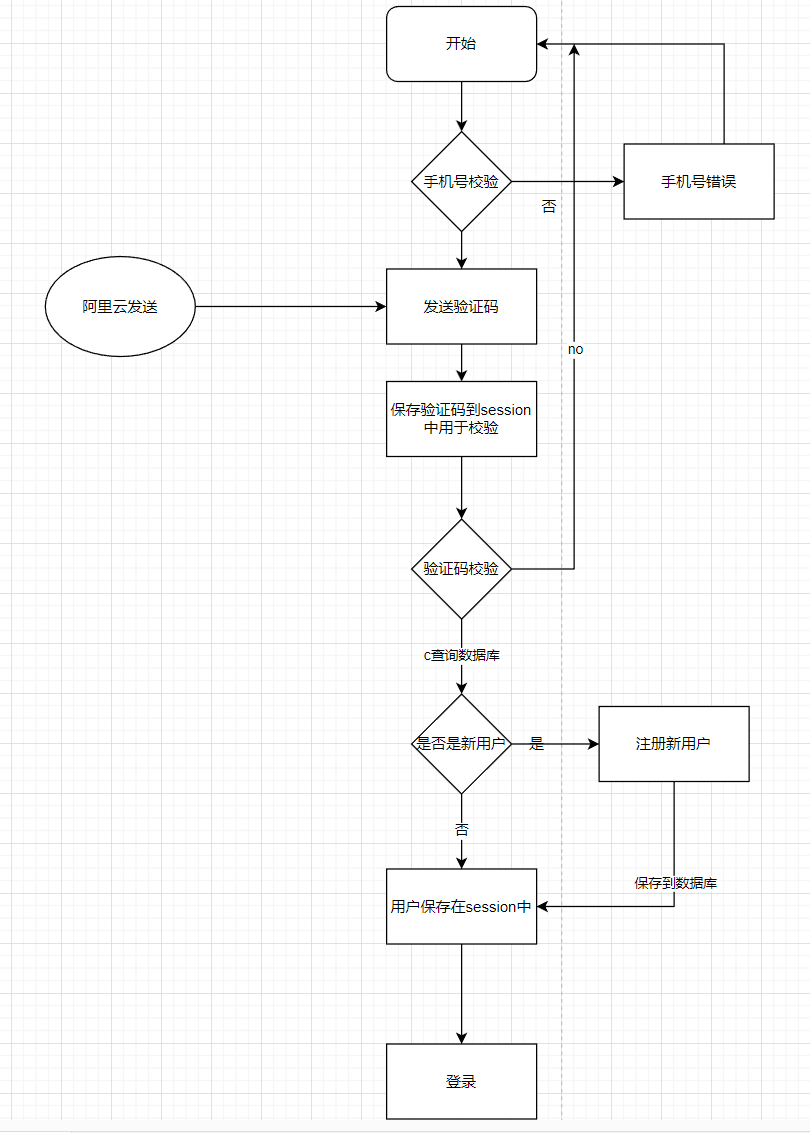 开始
手机号校验
手机号错误
否
阿里云发送
发送验证码
no
保存验证码到session
中用于校验
验证码校验
c查询数据库
是否是新用户
是
注册新用户
否
保存到数据库
用户保存在session中
登录